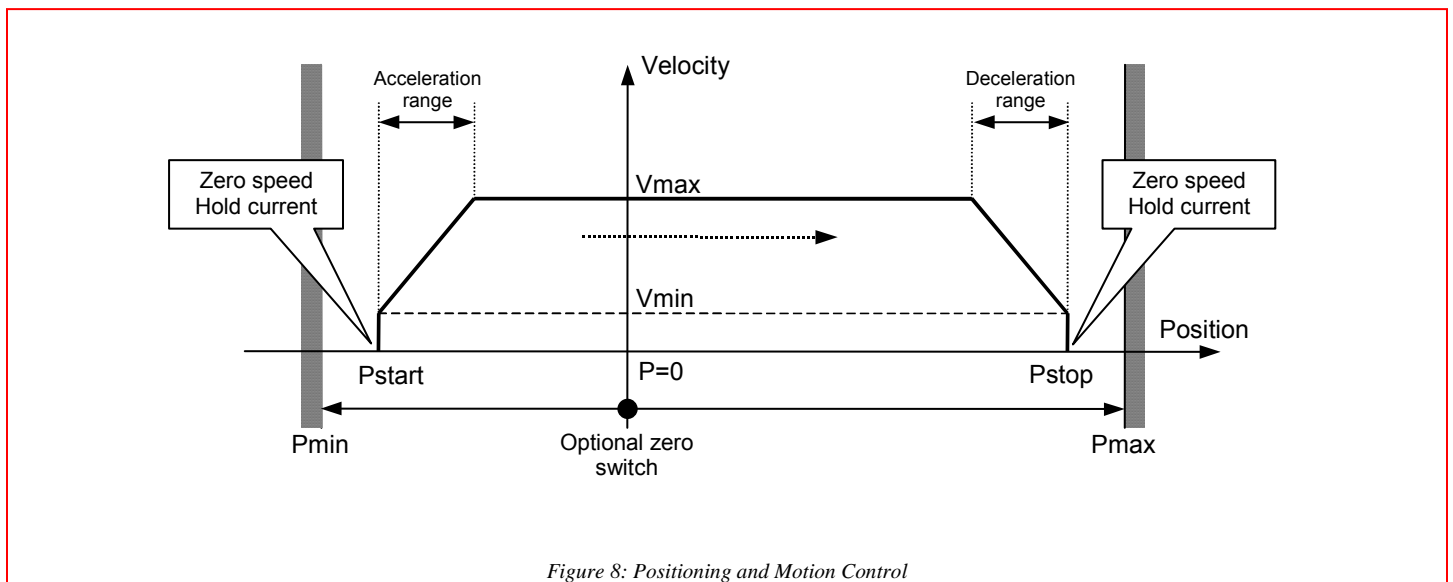 Velocity
Acceleration
range
Deceleration
range
Zero speed
Hold current
Vmax
Zero speed
Hold current
Vmin
Position
Pstart
P=0
Pstop
Pmin
Optional zero
switch
Pmax
Figure 8: Positioning and Motion Control